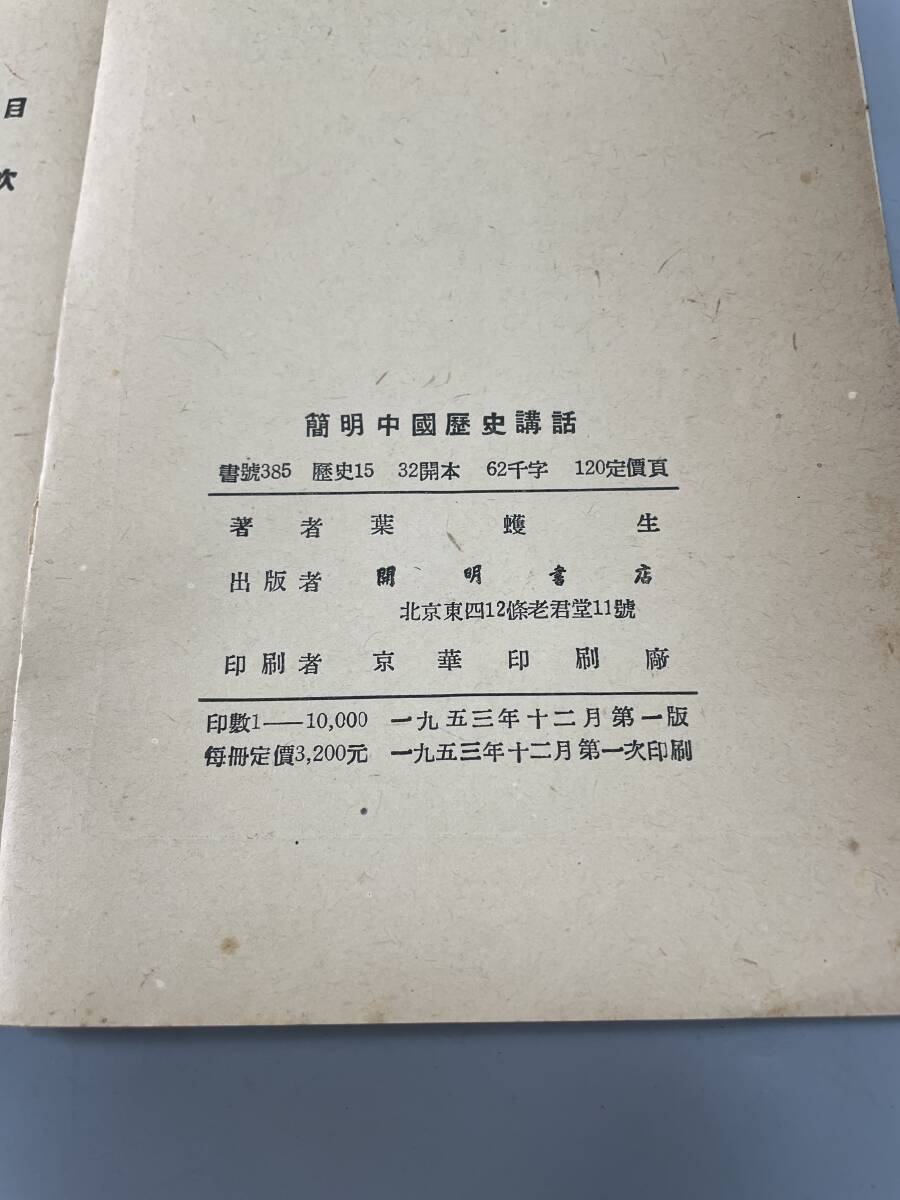 目
次
簡明中國歷史講話
書號385 歷史15 32開本 62千字 120定價頁
著者 葉蠖生
出版者 開明書店
北京東四12條老君堂11號
印刷者 京華印刷廠
印數1——10,000 一九五三年十二月第一版
每冊定價3,200元 一九五三年十二月第一次印刷